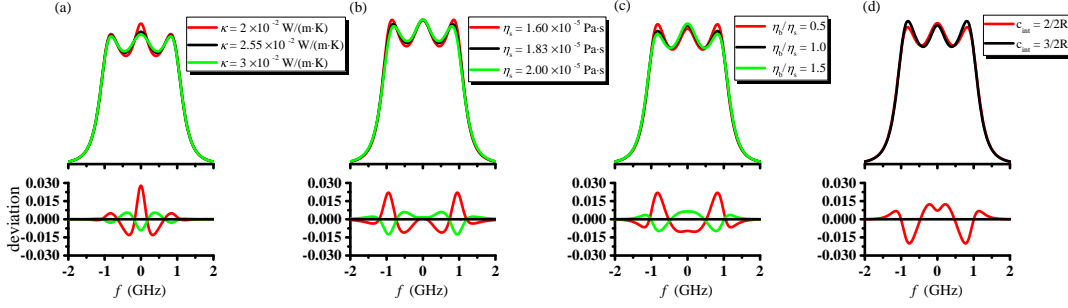 (a)
κ = 2 ×10⁻² W/(m·K)
κ = 2.55 ×10⁻² W/(m·K)
κ = 3 ×10⁻² W/(m·K)
(b)
ηₛ = 1.60 ×10⁻⁵ Pa·s
ηₛ = 1.83 ×10⁻⁵ Pa·s
ηₛ = 2.00 ×10⁻⁵ Pa·s
(c)
η_b/ηₛ = 0.5
η_b/ηₛ = 1.0
η_b/ηₛ = 1.5
(d)
c_int = 2/2R
c_int = 3/2R
deviation
0.030
0.015
0.000
-0.015
-0.030
-2 -1 0 1 2
f (GHz)
0.030
0.015
0.000
-0.015
-0.030
-2 -1 0 1 2
f (GHz)
0.030
0.015
0.000
-0.015
-0.030
-2 -1 0 1 2
f (GHz)
0.030
0.015
0.000
-0.015
-0.030
-2 -1 0 1 2
f (GHz)